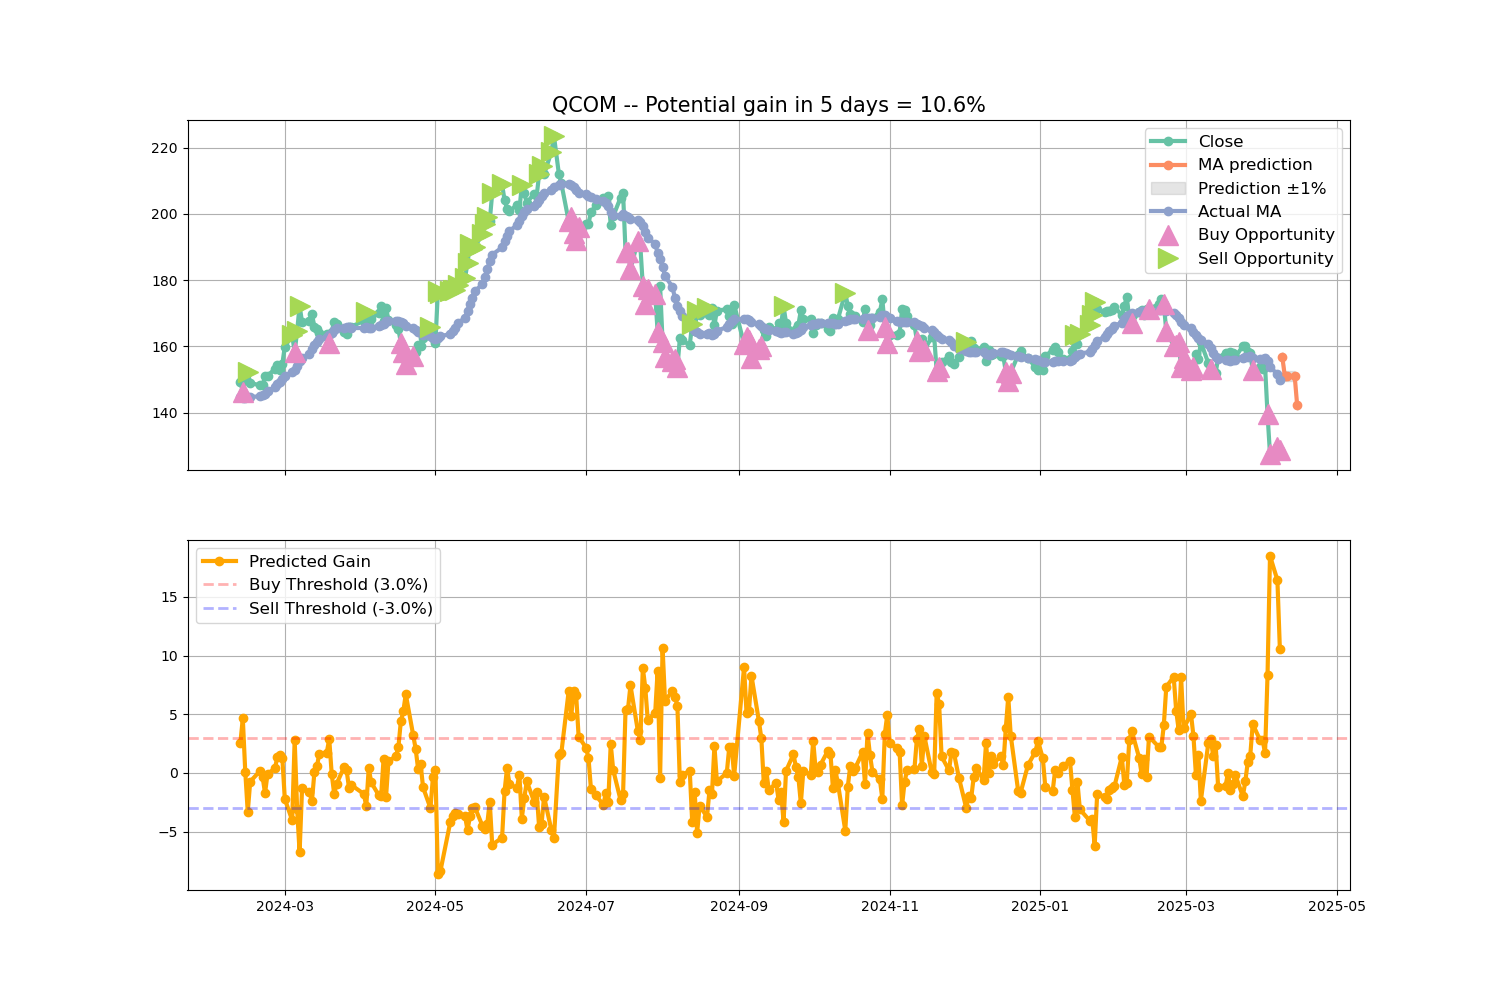 QCOM -- Potential gain in 5 days = 10.6%
220
200
180
160
140
Close
MA prediction
Prediction ±1%
Actual MA
Buy Opportunity
Sell Opportunity
Predicted Gain
Buy Threshold (3.0%)
Sell Threshold (-3.0%)
15
10
5
0
−5
2024-03 2024-05 2024-07 2024-09 2024-11 2025-01 2025-03 2025-05